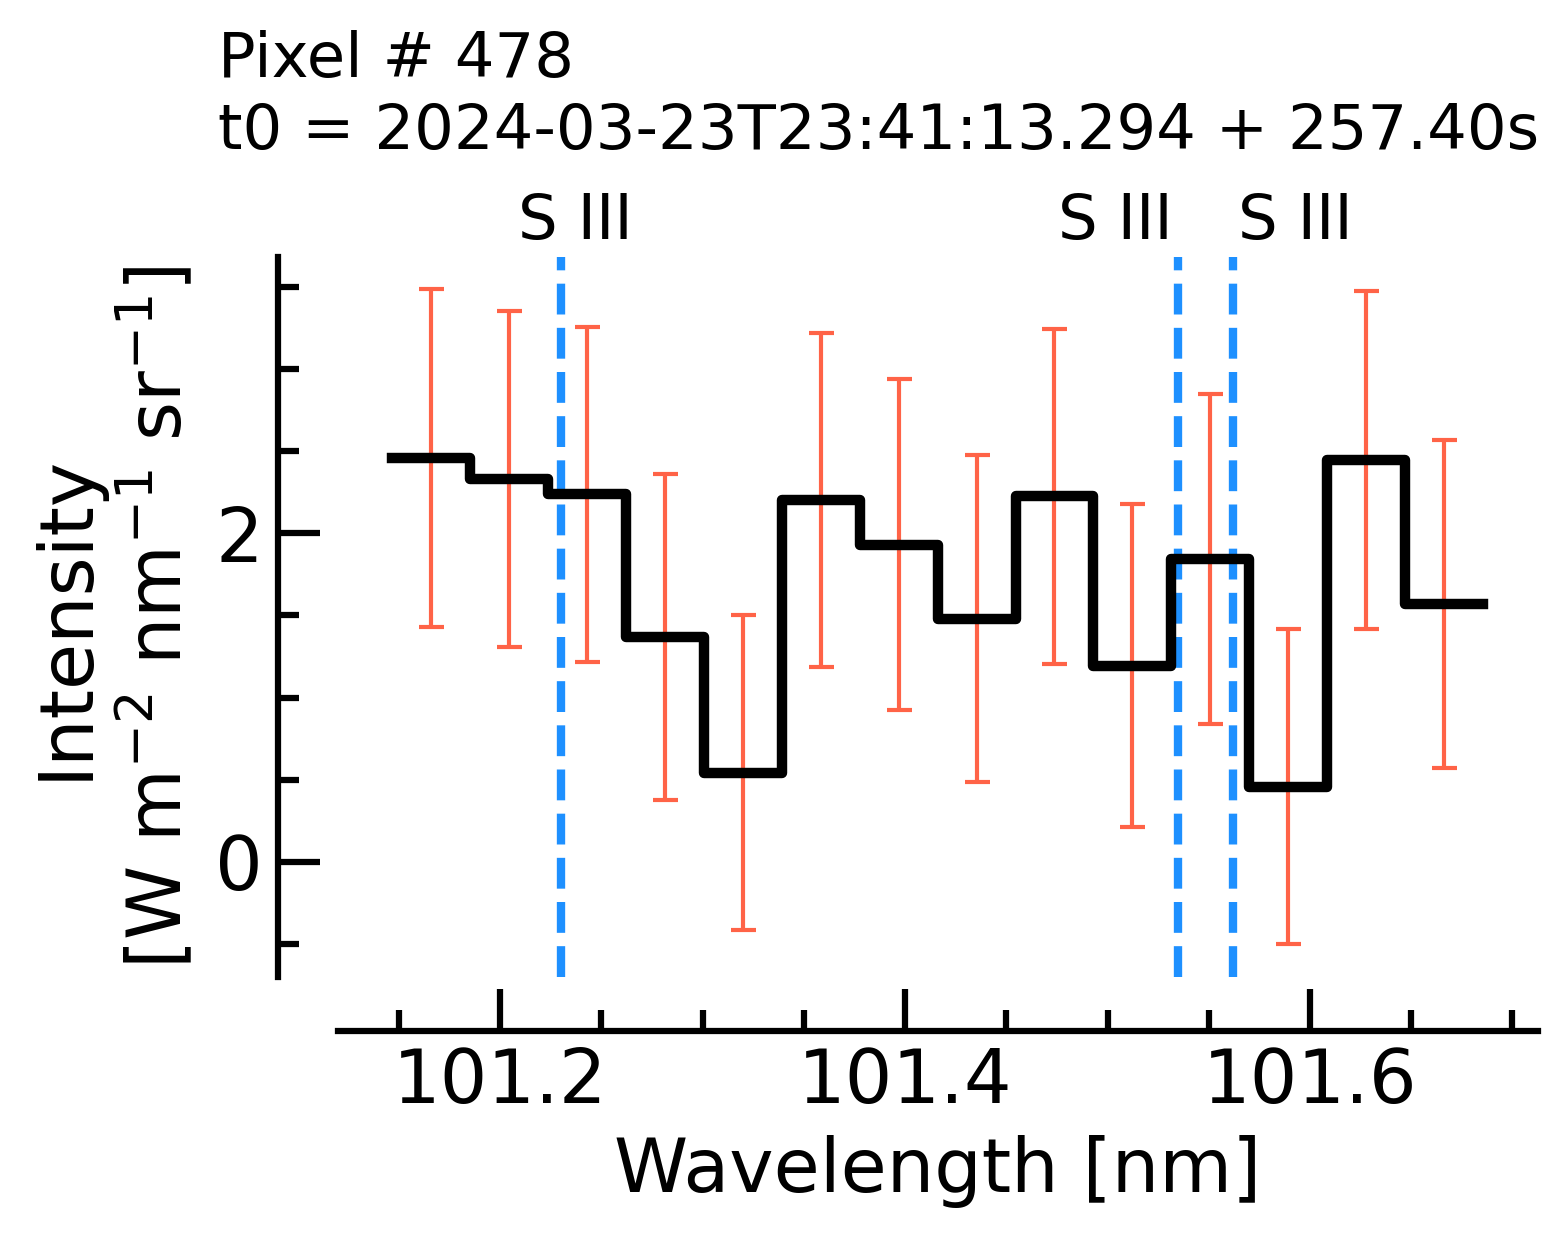 Pixel # 478
t0 = 2024-03-23T23:41:13.294 + 257.40s
S III S III S III
Intensity
[W m⁻² nm⁻¹ sr⁻¹]
2
0
101.2 101.4 101.6
Wavelength [nm]